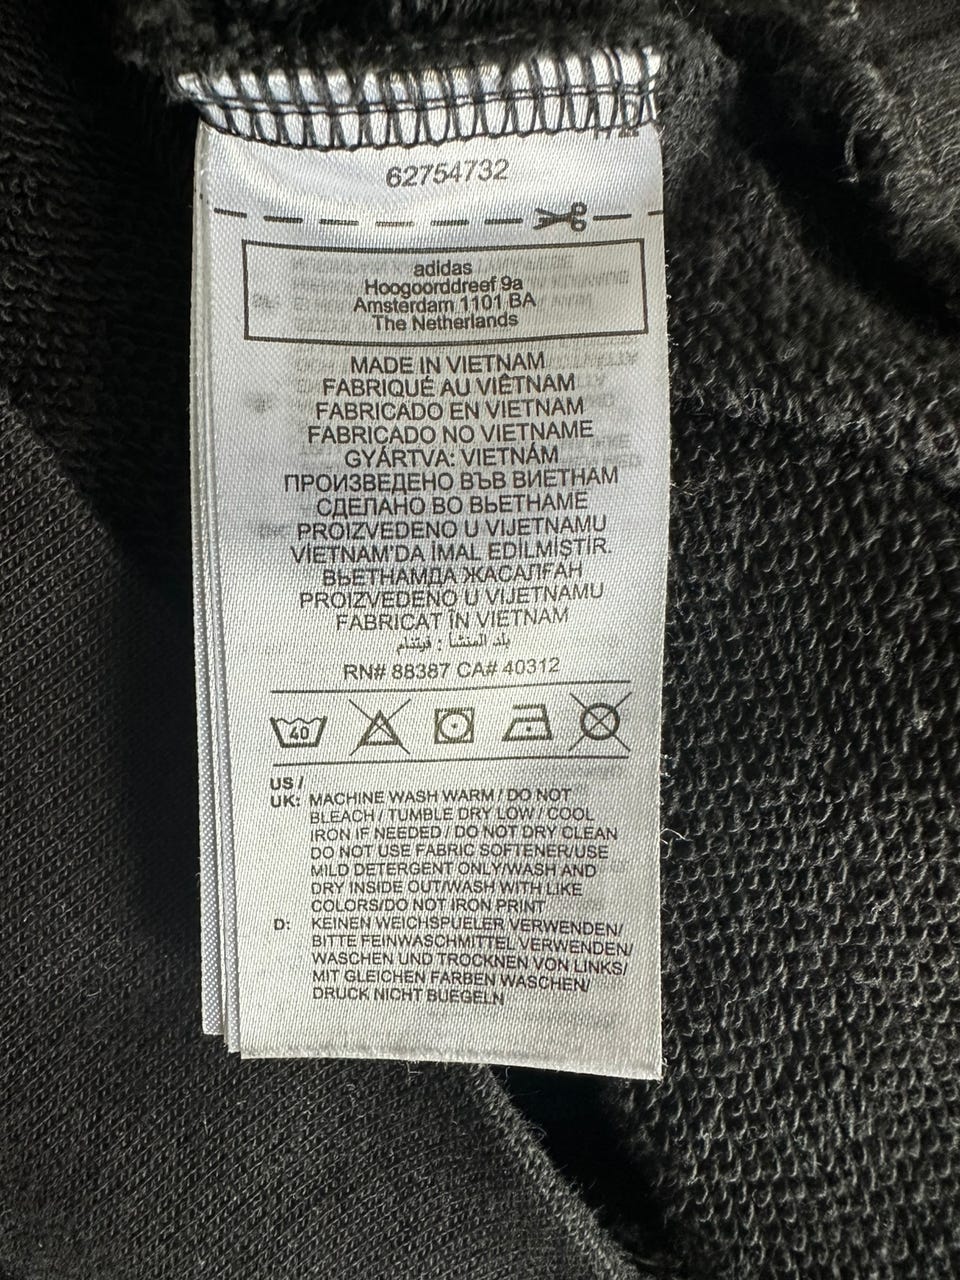 62754732
adidas
Hoogoorddreef 9a
Amsterdam 1101 BA
The Netherlands
MADE IN VIETNAM
FABRIQUÉ AU VIÊTNAM
FABRICADO EN VIETNAM
FABRICADO NO VIETNAME
GYÁRTVA: VIETNÁM
ПРОИЗВЕДЕНО ВЪВ ВИЕТНАМ
СДЕЛАНО ВО ВЬЕТНАМЕ
PROIZVEDENO U VIJETNAMU
VİETNAM'DA İMAL EDİLMİŞTİR.
ВЬЕТНАМДА ЖАСАЛҒАН
PROIZVEDENO U VIJETNAMU
FABRICAT ÎN VIETNAM
بلد المنشأ : فيتنام
RN# 88387 CA# 40312
40
US /
UK: MACHINE WASH WARM / DO NOT
BLEACH / TUMBLE DRY LOW / COOL
IRON IF NEEDED / DO NOT DRY CLEAN
DO NOT USE FABRIC SOFTENER/USE
MILD DETERGENT ONLY/WASH AND
DRY INSIDE OUT/WASH WITH LIKE
COLORS/DO NOT IRON PRINT
D: KEINEN WEICHSPUELER VERWENDEN/
BITTE FEINWASCHMITTEL VERWENDEN/
WASCHEN UND TROCKNEN VON LINKS/
MIT GLEICHEN FARBEN WASCHEN/
DRUCK NICHT BUEGELN